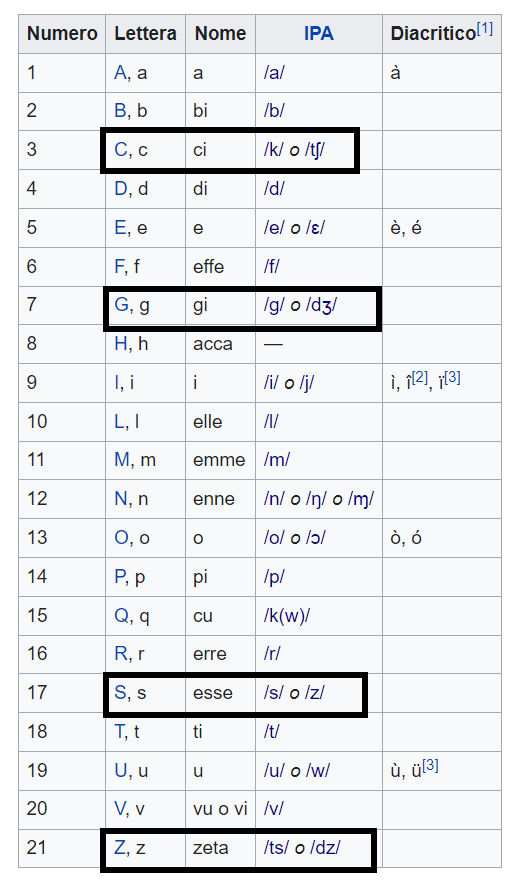 Numero Lettera Nome IPA Diacritico[1]
1 A, a a /a/ à
2 B, b bi /b/
3 C, c ci /k/ o /tʃ/
4 D, d di /d/
5 E, e e /e/ o /ɛ/ è, é
6 F, f effe /f/
7 G, g gi /g/ o /dʒ/
8 H, h acca —
9 I, i i /i/ o /j/ ì, î[2], ï[3]
10 L, l elle /l/
11 M, m emme /m/
12 N, n enne /n/ o /ŋ/ o /ɱ/
13 O, o o /o/ o /ɔ/ ò, ó
14 P, p pi /p/
15 Q, q cu /k(w)/
16 R, r erre /r/
17 S, s esse /s/ o /z/
18 T, t ti /t/
19 U, u u /u/ o /w/ ù, ü[3]
20 V, v vu o vi /v/
21 Z, z zeta /ts/ o /dz/